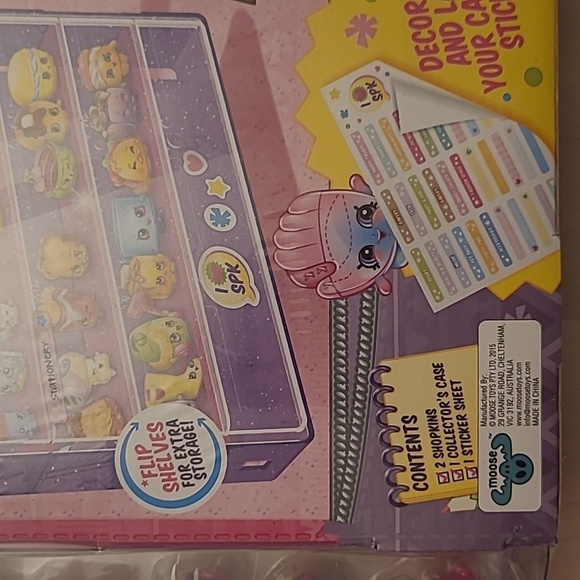 DECOR
AND L
YOUR CA
STIC
I
SPK
I
SPK
STATIONERY
*FLIP
SHELVES
FOR EXTRA
STORAGE!
CONTENTS
2 SHOPKINS
1 COLLECTOR'S CASE
1 STICKER SHEET
moose™
Manufactured By:
© MOOSE TOYS PTY LTD, 2015
29 GRANGE ROAD, CHELTENHAM,
VIC 3192, AUSTRALIA
www.moosetoys.com
info@moosetoys.com
MADE IN CHINA